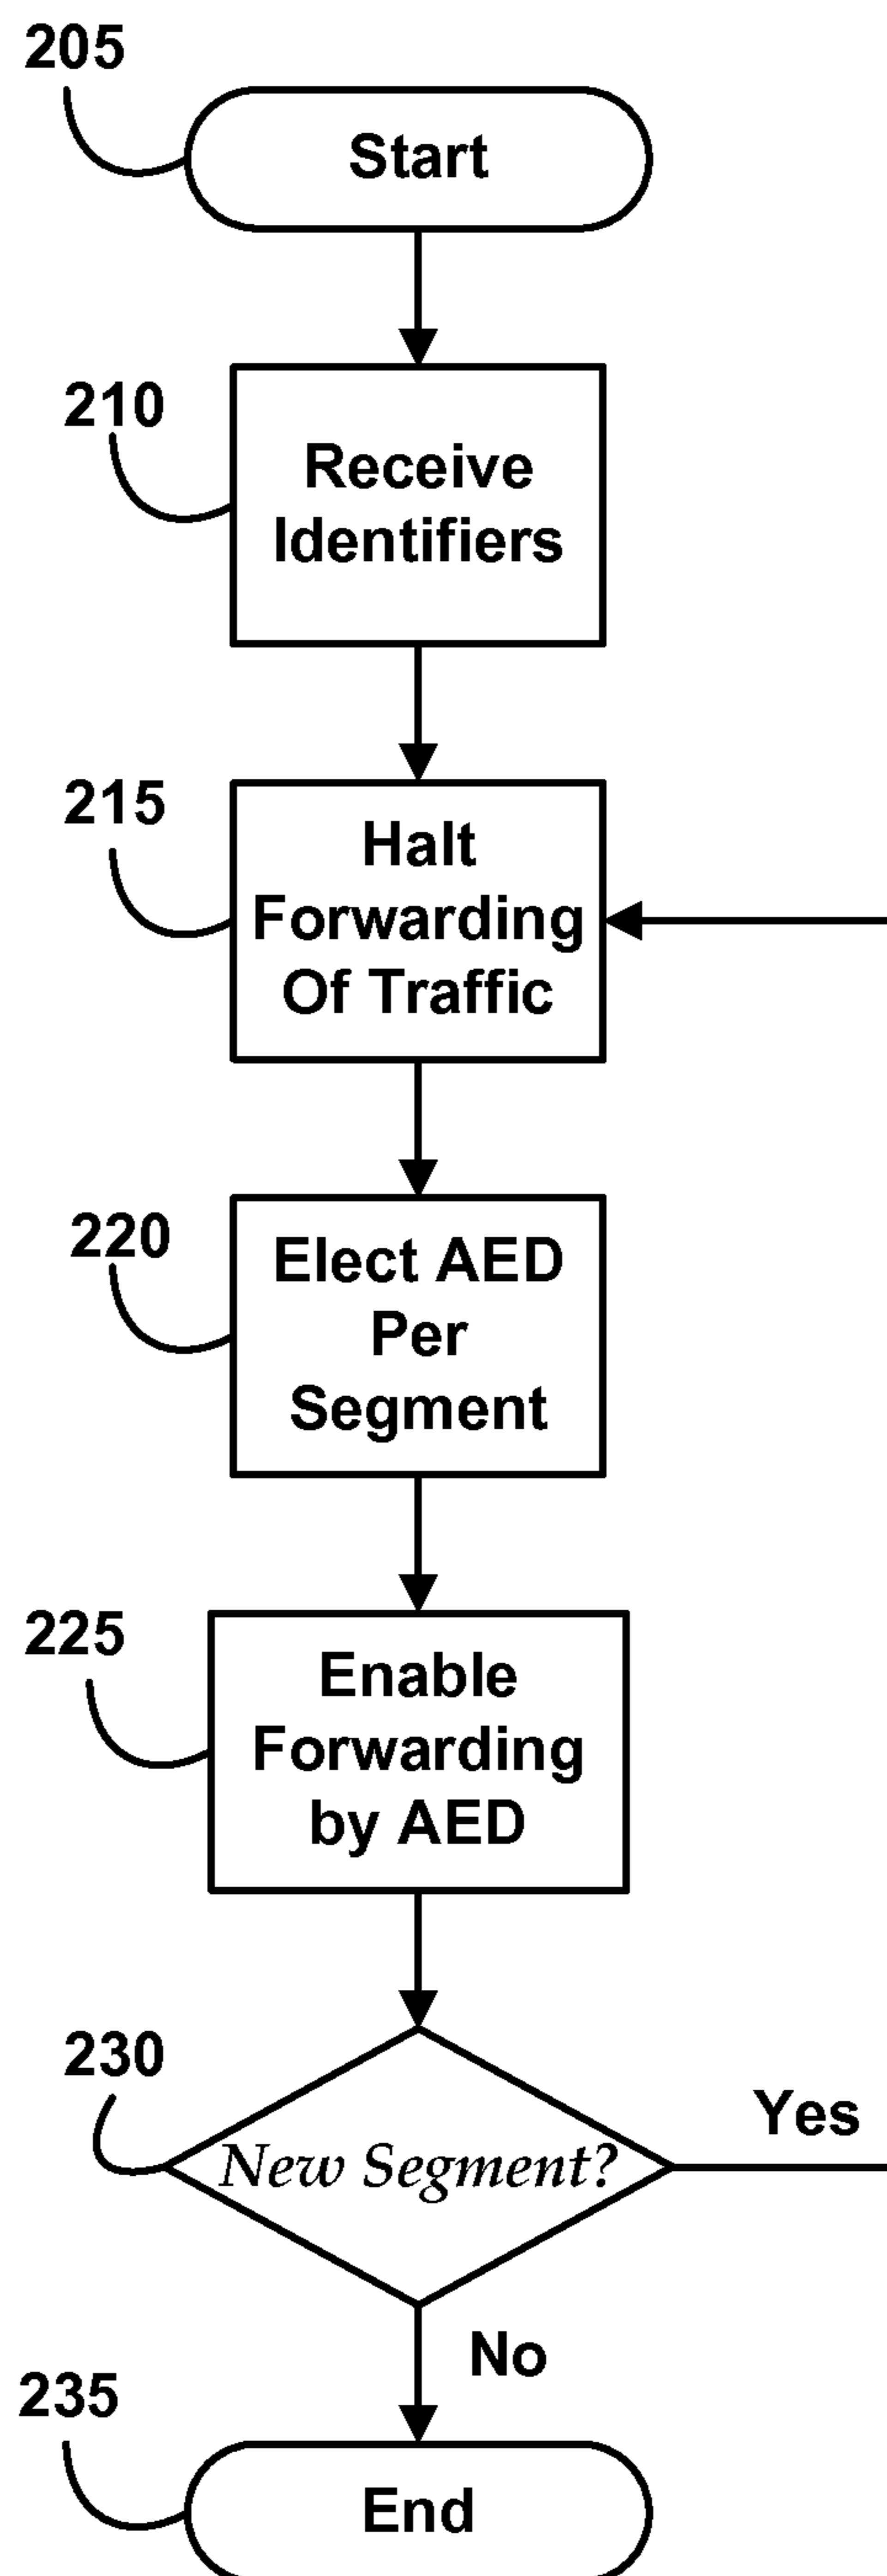 205
Start
210
Receive
Identifiers
215
Halt
Forwarding
Of Traffic
220
Elect AED
Per
Segment
225
Enable
Forwarding
by AED
230
New Segment?
Yes
No
235
End